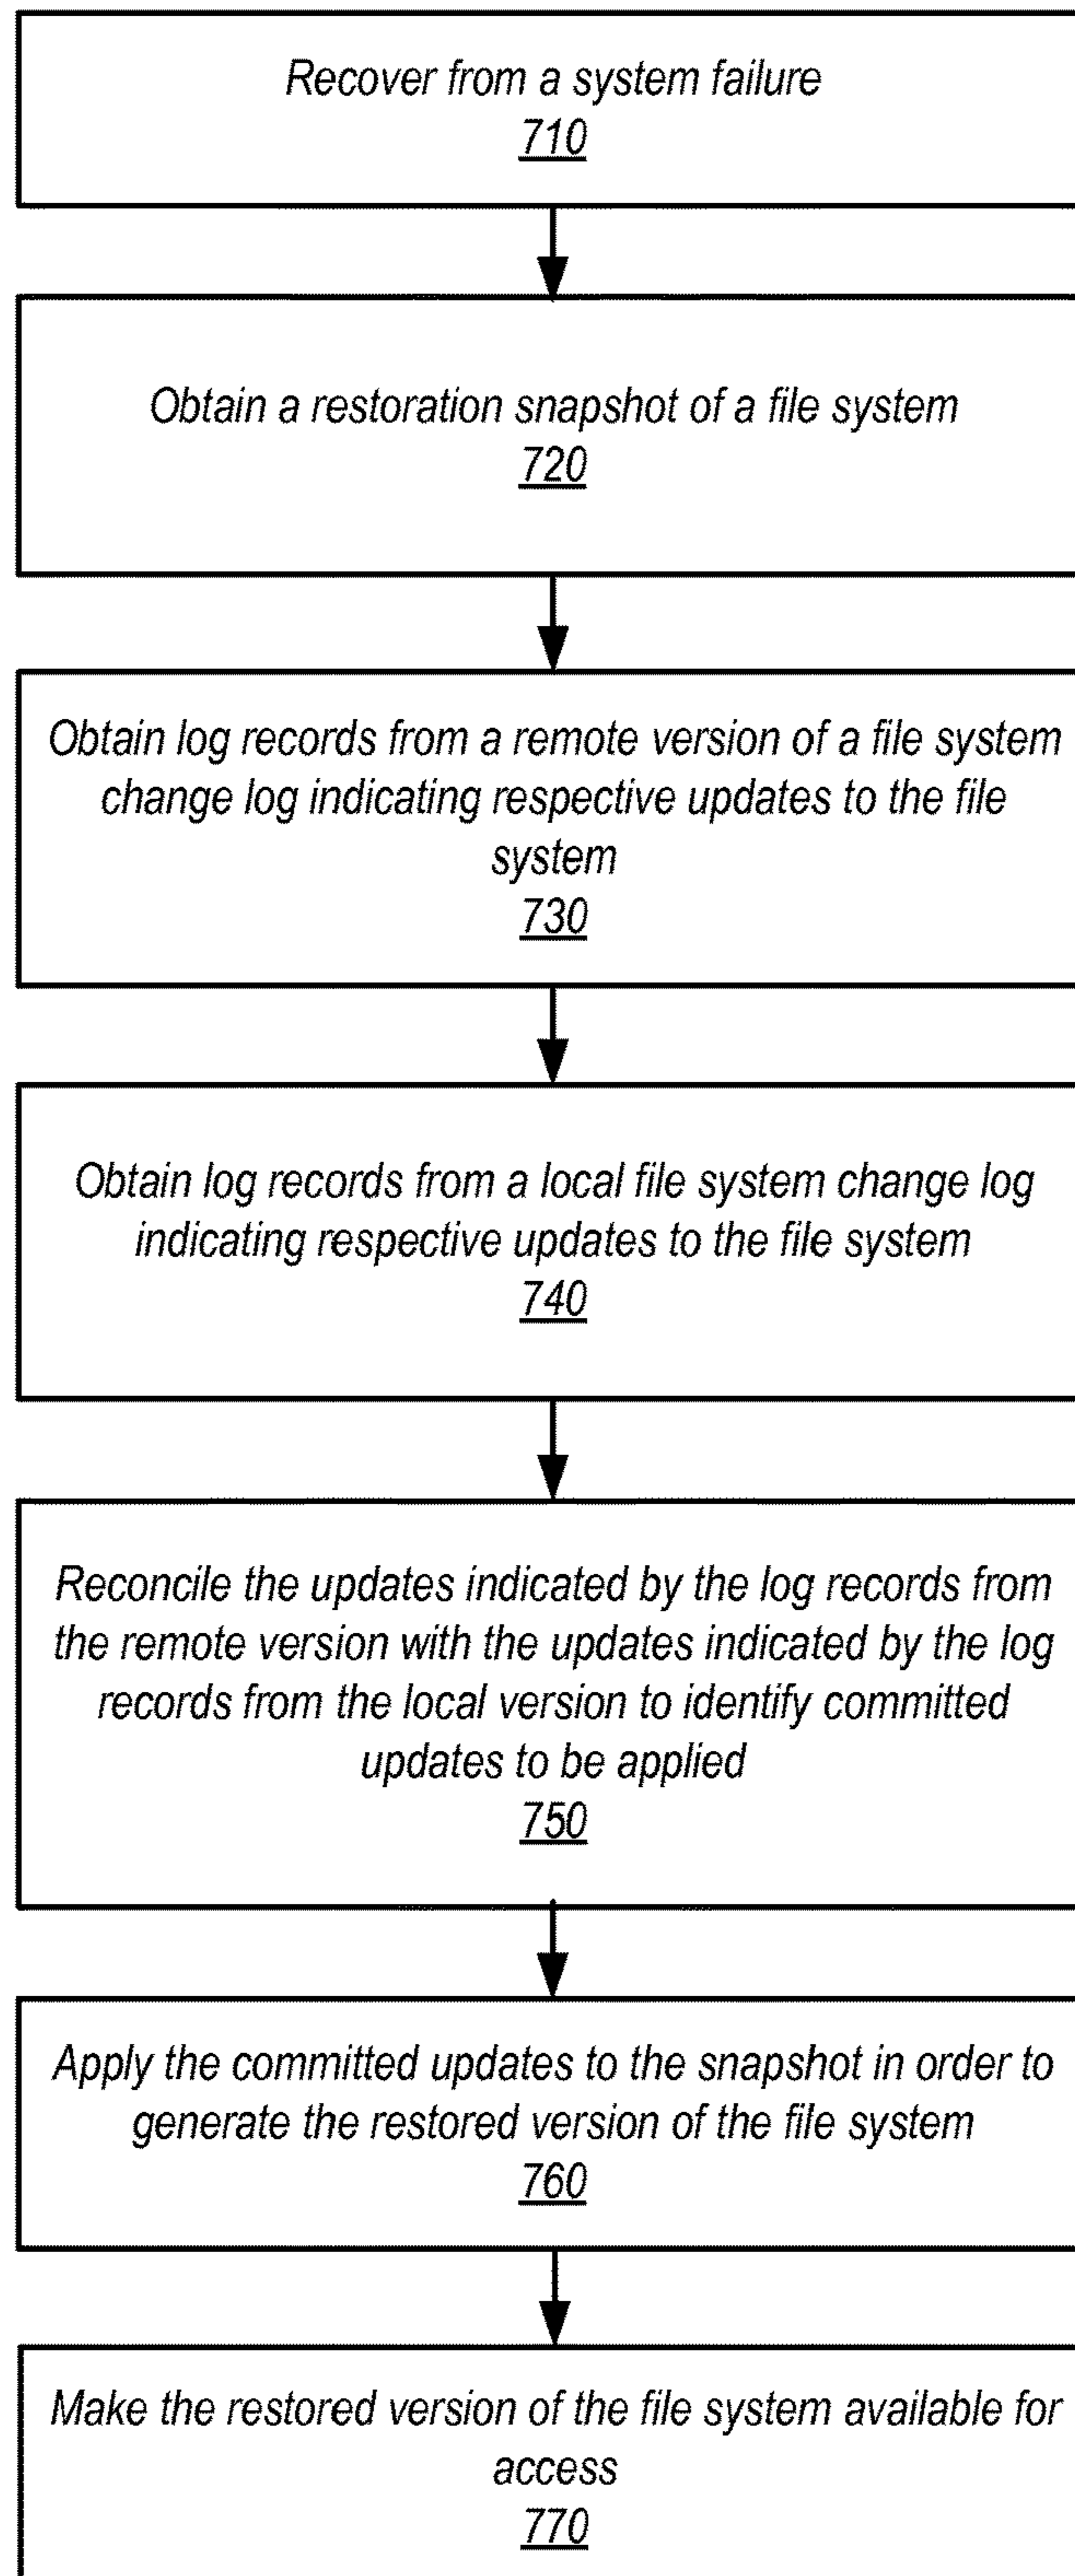 Recover from a system failure
710
Obtain a restoration snapshot of a file system
720
Obtain log records from a remote version of a file system
change log indicating respective updates to the file
system
730
Obtain log records from a local file system change log
indicating respective updates to the file system
740
Reconcile the updates indicated by the log records from
the remote version with the updates indicated by the log
records from the local version to identify committed
updates to be applied
750
Apply the committed updates to the snapshot in order to
generate the restored version of the file system
760
Make the restored version of the file system available for
access
770